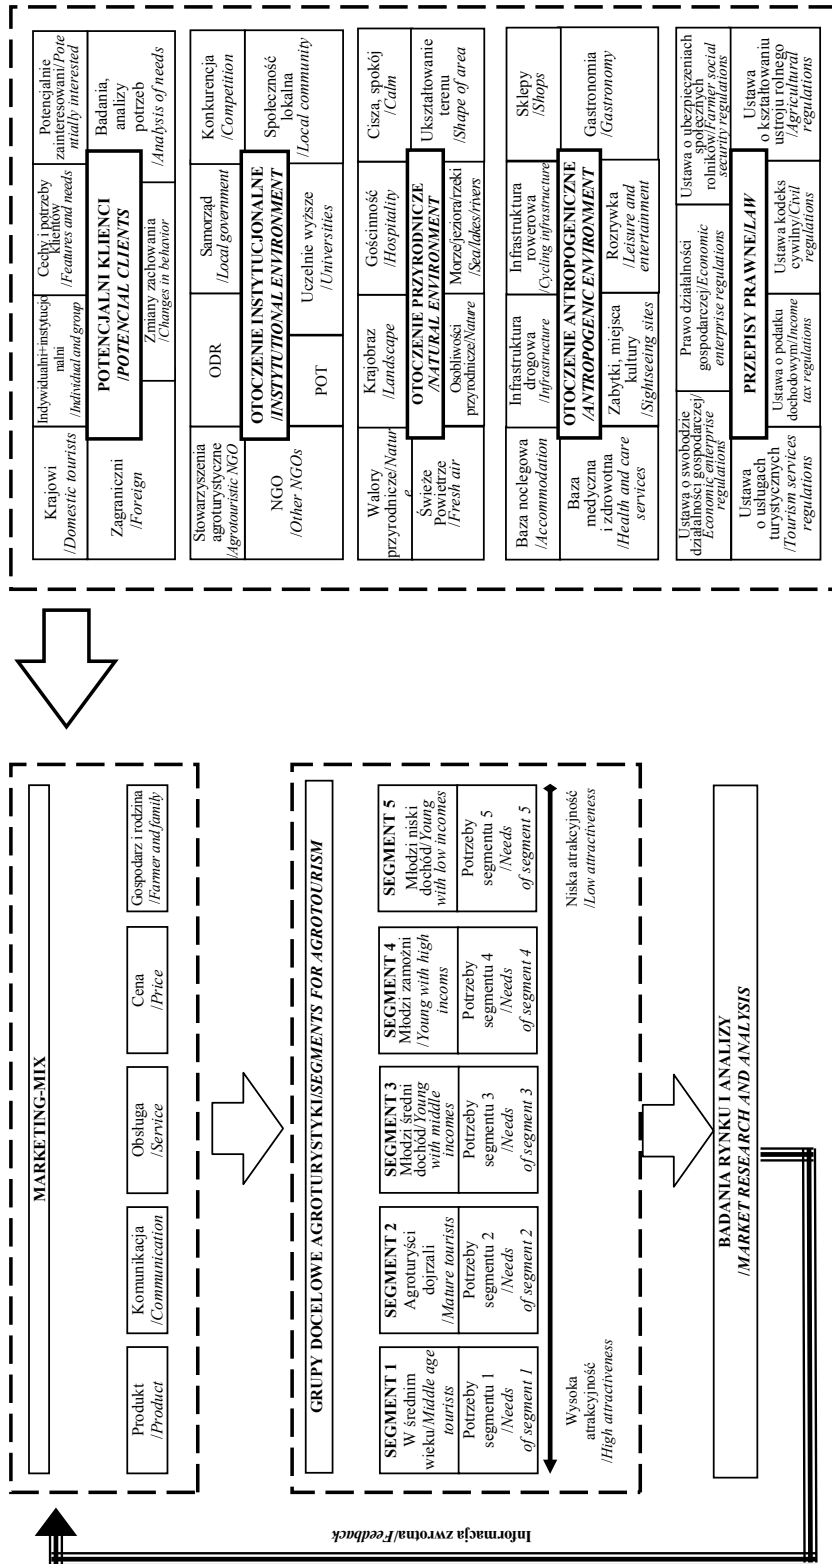 Informacja zwrotna/Feedback
MARKETING-MIX
Produkt
/Product
Komunikacja
/Communication
Obsługa
/Service
Cena
/Price
Gospodarz i rodzina
/Farmer and family
GRUPY DOCELOWE AGROTURYSTYKI/SEGMENTS FOR AGROTOURISM
SEGMENT 1
W średnim
wieku/Middle age
tourists
Potrzeby
segmentu 1
/Needs
of segment 1
SEGMENT 2
Agroturyści
dojrzali
/Mature tourists
Potrzeby
segmentu 2
/Needs
of segment 2
SEGMENT 3
Młodzi średni
dochód/Young
with middle
incomes
Potrzeby
segmentu 3
/Needs
of segment 3
SEGMENT 4
Młodzi zamożni
/Young with high
incoms
Potrzeby
segmentu 4
/Needs
of segment 4
SEGMENT 5
Młodzi niski
dochód/Young
with low incomes
Potrzeby
segmentu 5
/Needs
of segment 5
Wysoka
atrakcyjność
/High attractiveness
Niska atrakcyjność
/Low attractiveness
BADANIA RYNKU I ANALIZY
/MARKET RESEARCH AND ANALYSIS
Krajowi
/Domestic tourists
Indywidualni+instytucjo
nalni
/Individual and group
Cechy i potrzeby
klientów
/Features and needs
Potencjalnie
zainteresowani/Pote
ntidly interested
POTENCJALNI KLIENCI
/POTENCIAL CLIENTS
Zagraniczni
/Foreign
Zmiany zachowania
/Changes in behavior
Badania,
analizy
potrzeb
/Analysis of needs
Stowarzyszenia
agroturystyczne
/Agrotouristic NGO
ODR
Samorząd
/Local government
Konkurencja
/Competition
OTOCZENIE INSTYTUCJONALNE
/INSTITUTIONAL ENVIRONMENT
NGO
/Other NGOs
POT
Uczelnie wyższe
/Universities
Społeczność
lokalna
/Local community
Walory
przyrodnicze/Natur
e
Krajobraz
/Landscape
Gościnność
/Hospitality
Cisza, spokój
/Calm
OTOCZENIE PRZYRODNICZE
/NATURAL ENVIRONMENT
Świeże
Powietrze
/Fresh air
Osobliwości
przyrodnicze/Nature
Morze/jeziora/rzeki
/Sea/lakes/rivers
Ukształtowanie
terenu
/Shape of area
Baza noclegowa
/Accommodation
Infrastruktura
drogowa
/Infrastructure
Infrastruktura
rowerowa
/Cycling infrastructure
Sklepy
/Shops
OTOCZENIE ANTROPOGENICZNE
/ANTROPOGENIC ENVIRONMENT
Baza
medyczna
i zdrowotna
/Health and care
services
Zabytki, miejsca
kultury
/Sightseeing sites
Rozrywka
/Leisure and
entertainment
Gastronomia
/Gastronomy
Ustawa o swobodzie
działalności gospodarczej/
Economic enterprise
regulations
Prawo działalności
gospodarczej/Economic
enterprise regulations
Ustawa o ubezpieczeniach
społecznych
rolników/Farmer social
security regulations
PRZEPISY PRAWNE/LAW
Ustawa
o usługach
turystycznych
/Tourism services
regulations
Ustawa o podatku
dochodowym/Income
tax regulations
Ustawa kodeks
cywilny/Civil
regulations
Ustawa
o kształtowaniu
ustroju rolnego
/Agricultural
regulations